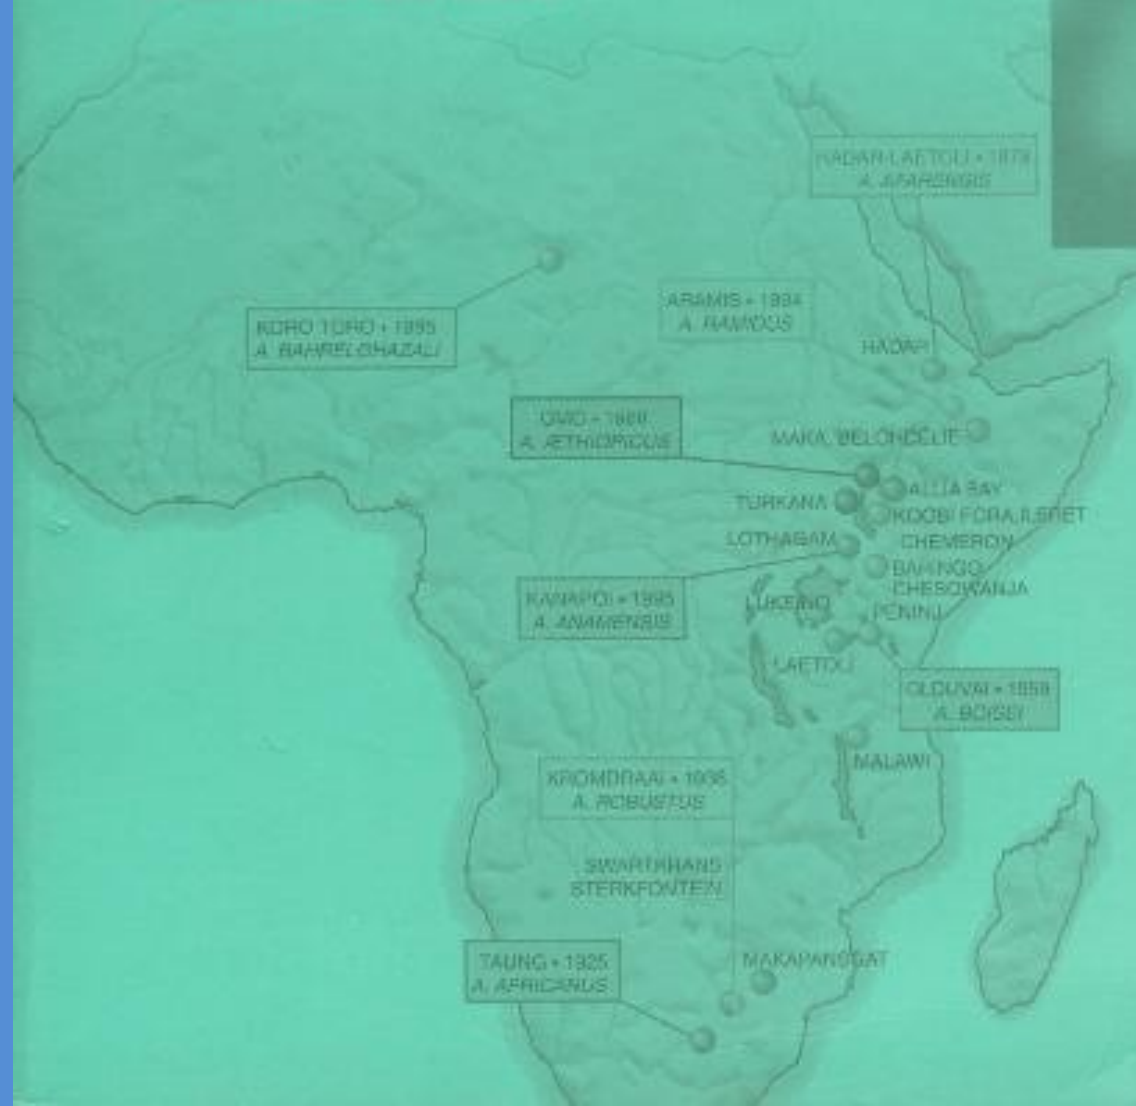 HADAR-LAETOLI • 1978
A. AFARENSIS
KORO TORO • 1995
A. BAHRELGHAZALI
ARAMIS • 1994
A. RAMIDUS
HADAR
OMO •
A. ÆTHIOPICUS
MAKA, BELOHDELIE
TURKANA
ALLIA BAY
KOOBI FORA, ILERET
LOTHAGAM
CHEMERON
BARINGO
CHESOWANJA
KANAPOI • 1995
A. ANAMENSIS
LUKEINO
PENINJ
LAETOLI
OLDUVAI • 1959
A. BOISEI
MALAWI
KROMDRAAI • 1938
A. ROBUSTUS
SWARTKRANS
STERKFONTEIN
TAUNG • 1925
A. AFRICANUS
MAKAPANSGAT